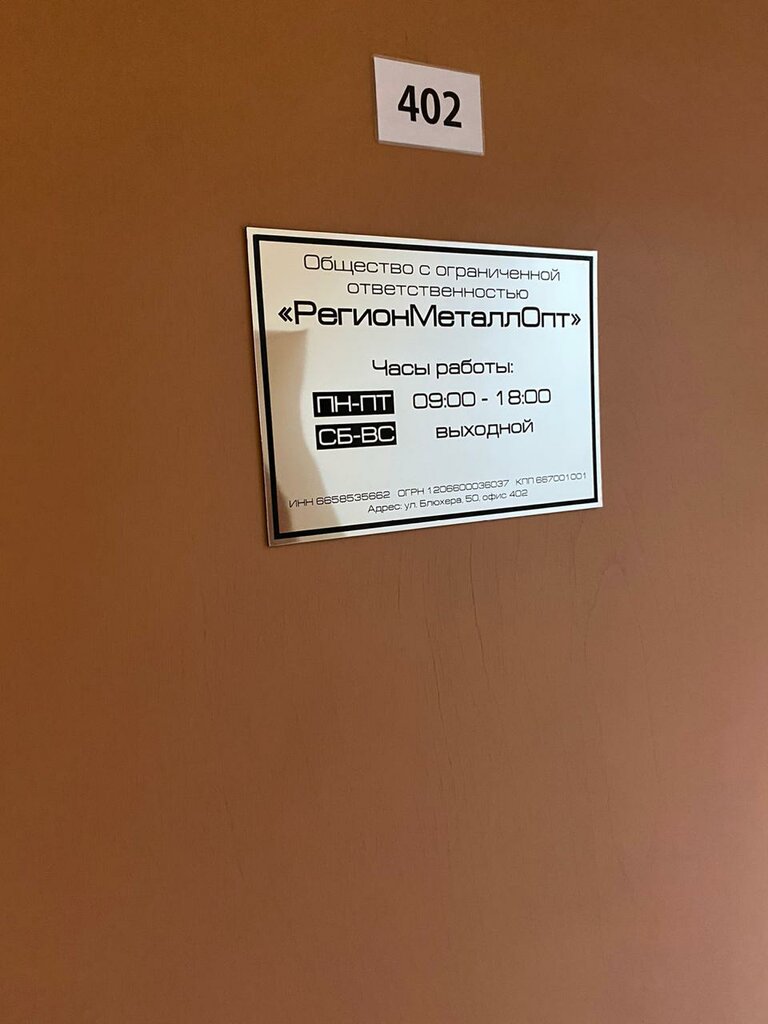 402
Общество с ограниченной
ответственностью
«РегионМеталлОпт»
Часы работы:
ПН-ПТ 09:00 - 18:00
СБ-ВС выходной
ИНН 6658535662 ОГРН 1206600036037 КПП 667001001
Адрес: ул. Блюхера, 50, офис 402